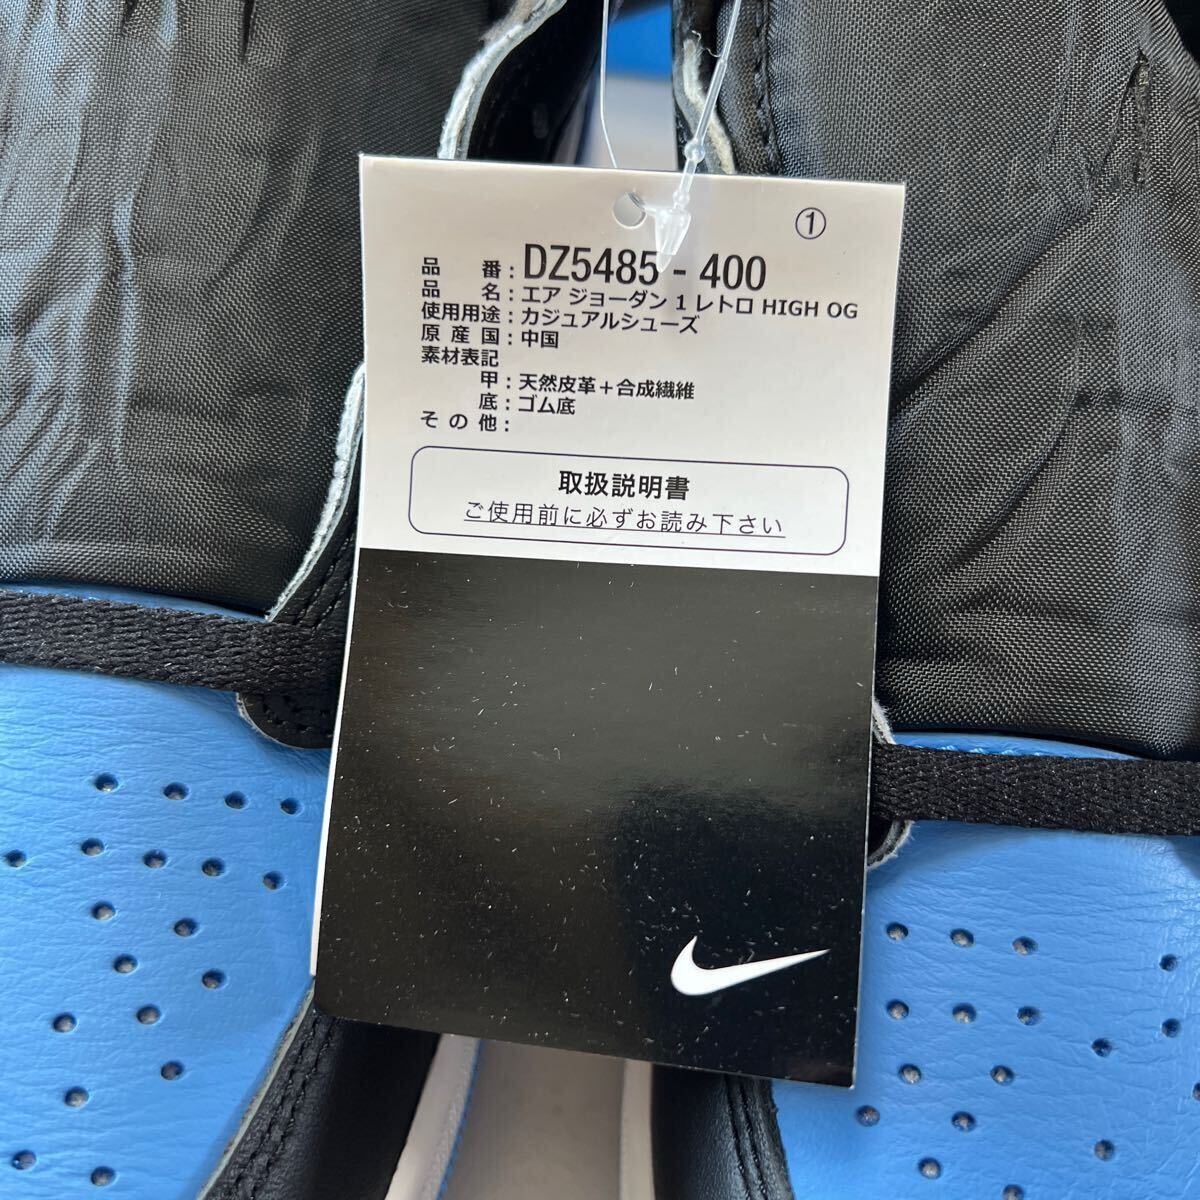 ①
品番：DZ5485 - 400
品名：エア ジョーダン 1 レトロ HIGH OG
使用用途：カジュアルシューズ
原産国：中国
素材表記
甲：天然皮革＋合成繊維
底：ゴム底
その他：
取扱説明書
ご使用前に必ずお読み下さい